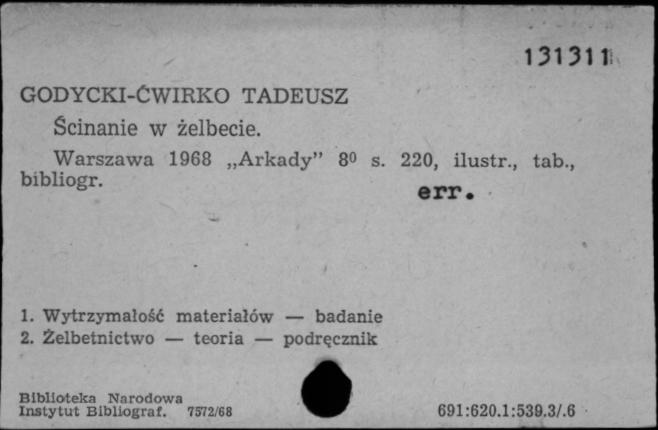 131311
GODYCKI-ĆWIRKO TADEUSZ
Ścinanie w żelbecie.
Warszawa 1968 „Arkady” 8⁰ s. 220, ilustr., tab.,
bibliogr.
err.
1. Wytrzymałość materiałów — badanie
2. Żelbetnictwo — teoria — podręcznik
Biblioteka Narodowa
Instytut Bibliograf. 7572/68
691:620.1:539.3/.6